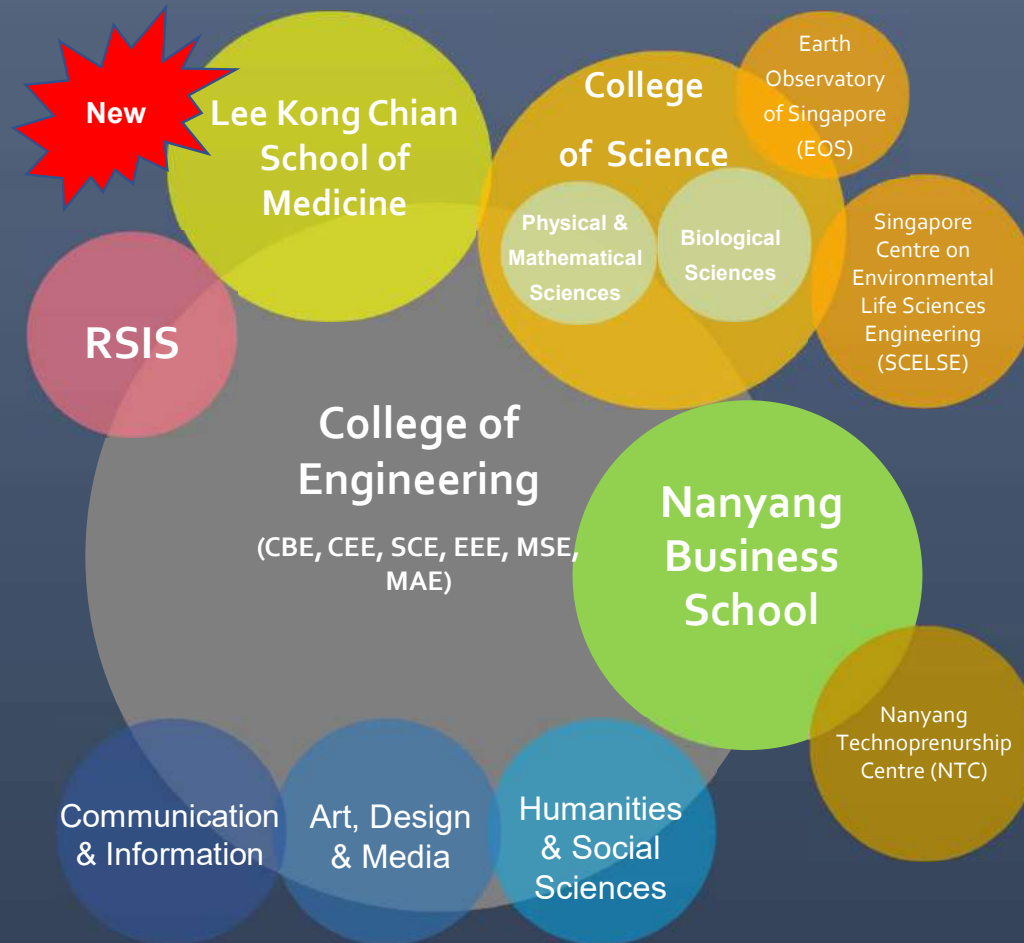 New
Lee Kong Chian
School of
Medicine
College
of Science
Physical &
Mathematical
Sciences
Biological
Sciences
Earth
Observatory
of Singapore
(EOS)
Singapore
Centre on
Environmental
Life Sciences
Engineering
(SCELSE)
RSIS
College of
Engineering
(CBE, CEE, SCE, EEE, MSE,
MAE)
Nanyang
Business
School
Nanyang
Technoprenurship
Centre (NTC)
Communication
& Information
Art, Design
& Media
Humanities
& Social
Sciences